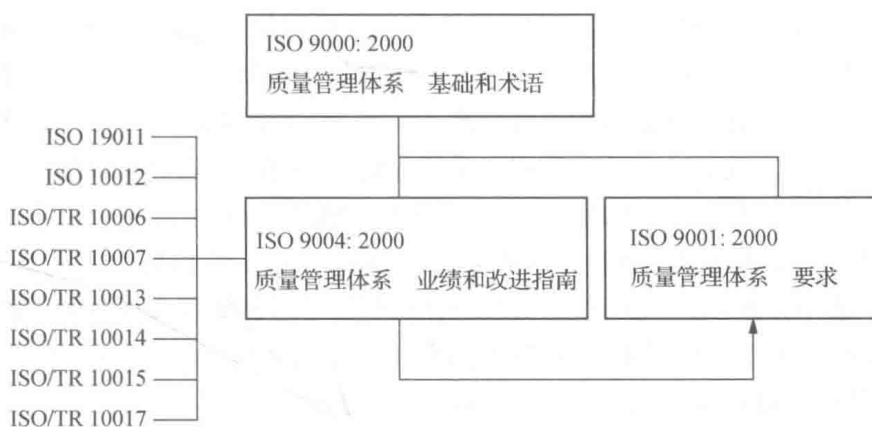 ISO 9000: 2000
质量管理体系 基础和术语
ISO 19011
ISO 10012
ISO/TR 10006
ISO/TR 10007
ISO/TR 10013
ISO/TR 10014
ISO/TR 10015
ISO/TR 10017
ISO 9004: 2000
质量管理体系 业绩和改进指南
ISO 9001: 2000
质量管理体系 要求